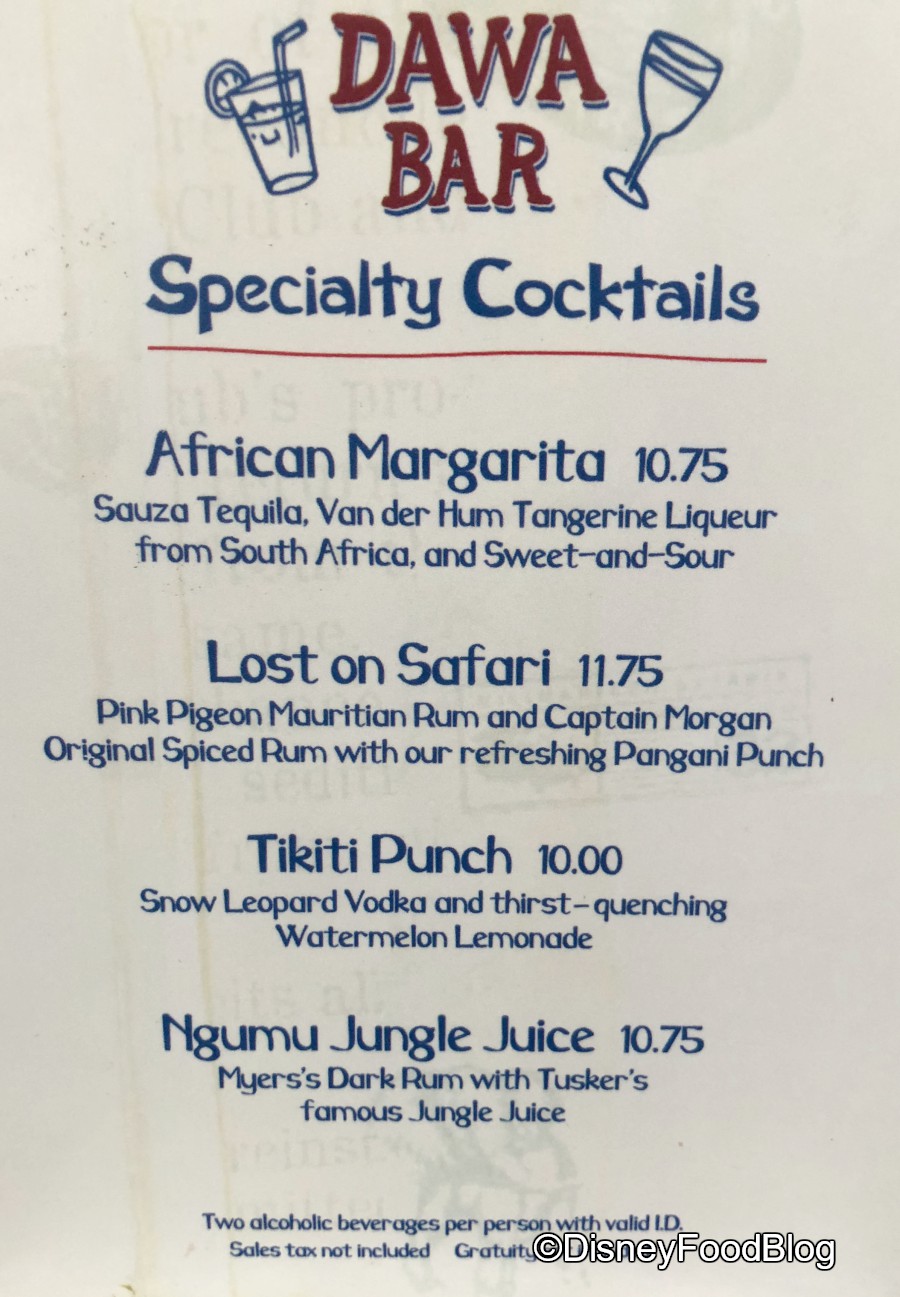 DAWA
BAR
Specialty Cocktails
African Margarita 10.75
Sauza Tequila, Van der Hum Tangerine Liqueur
from South Africa, and Sweet-and-Sour
Lost on Safari 11.75
Pink Pigeon Mauritian Rum and Captain Morgan
Original Spiced Rum with our refreshing Pangani Punch
Tikiti Punch 10.00
Snow Leopard Vodka and thirst-quenching
Watermelon Lemonade
Ngumu Jungle Juice 10.75
Myers's Dark Rum with Tusker's
famous Jungle Juice
Two alcoholic beverages per person with valid I.D.
Sales tax not included Gratuity
©DisneyFoodBlog